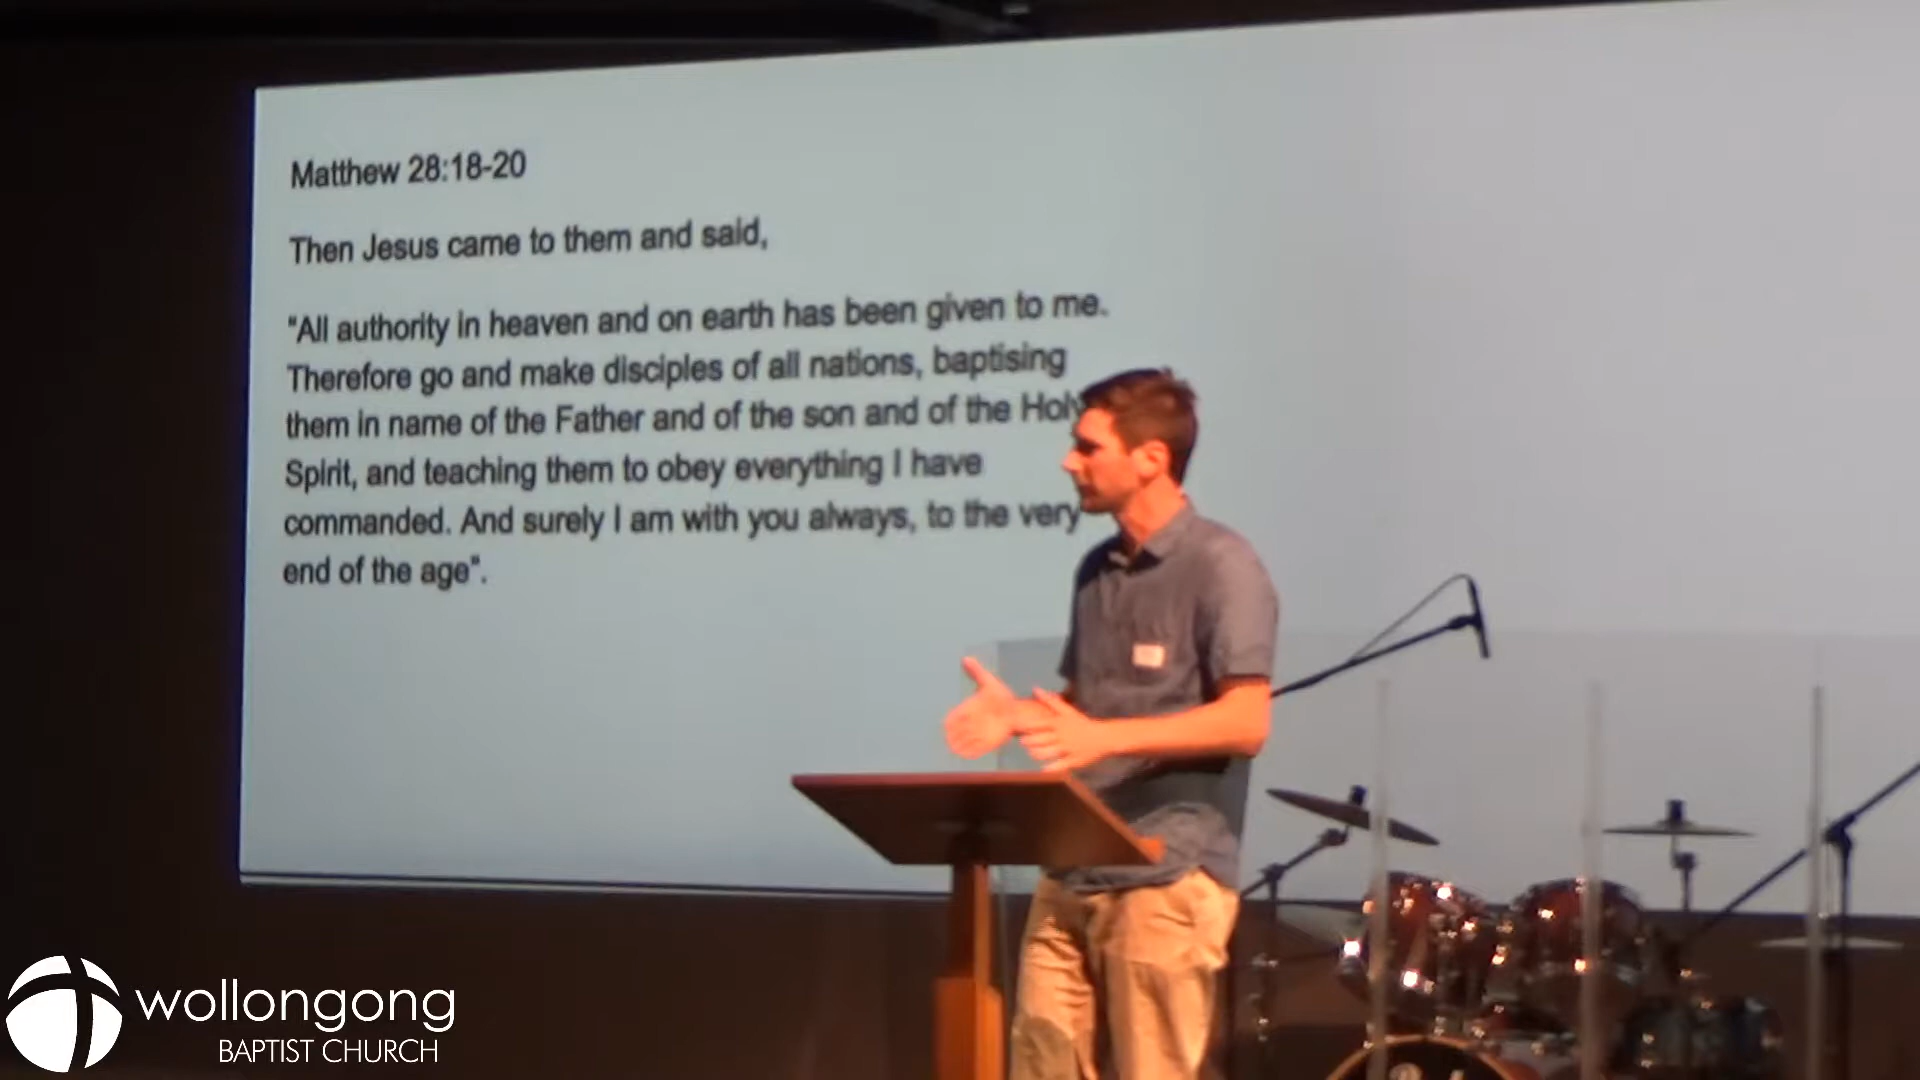 Matthew 28:18-20
Then Jesus came to them and said,
"All authority in heaven and on earth has been given to me.
Therefore go and make disciples of all nations, baptising
them in name of the Father and of the son and of the Holy
Spirit, and teaching them to obey everything I have
commanded. And surely I am with you always, to the very
end of the age".
wollongong
BAPTIST CHURCH